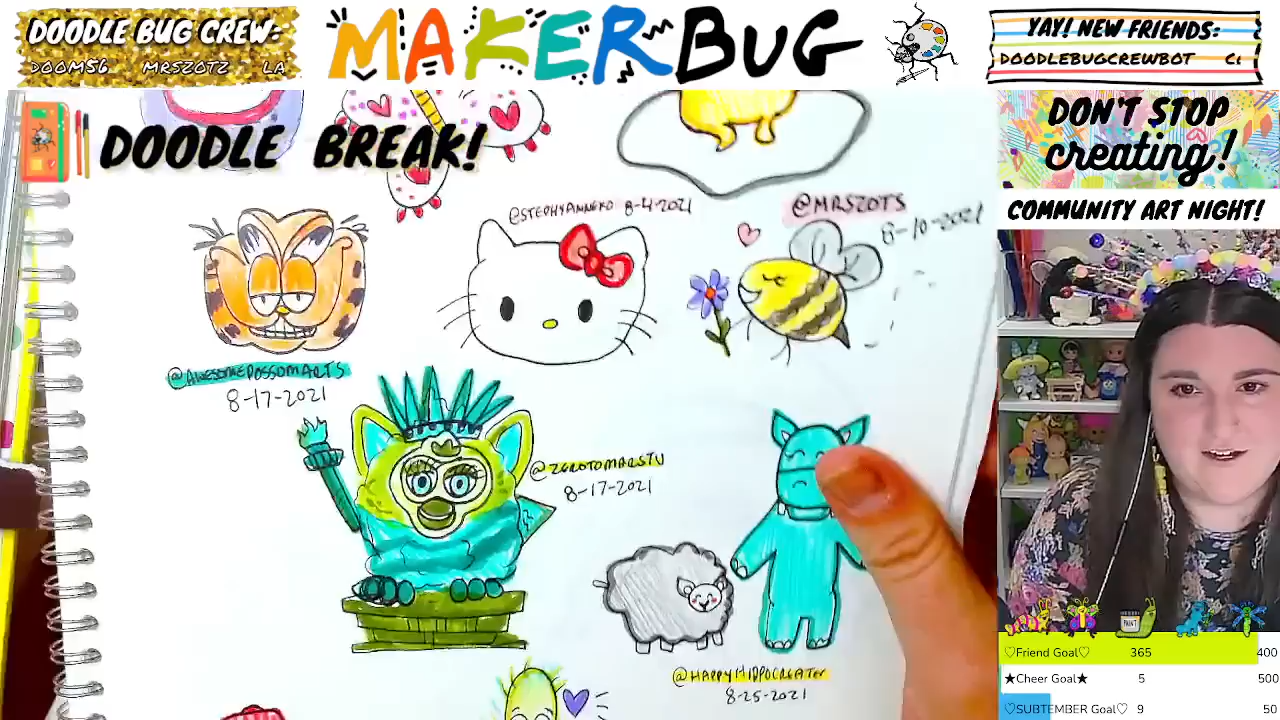 DOODLE BUG CREW:
DOOM56 MRSZOTZ LA
MAKERBUG
YAY! NEW FRIENDS:
DOODLEBUGCREWBOT
DOODLE BREAK!
DON'T STOP
creating!
COMMUNITY ART NIGHT!
@STEPHYANNEKO 8-4-2021
@MRSZOTS
8-10-2021
@AWESOMEPOSSOMARTS
8-17-2021
@ZEROTOMARSTV
8-17-2021
@HAPPYHIPPOCREATER
8-25-2021
PAINT
♡Friend Goal♡ 365 400
★Cheer Goal★ 5 500
♡SUBTEMBER Goal♡ 9 50